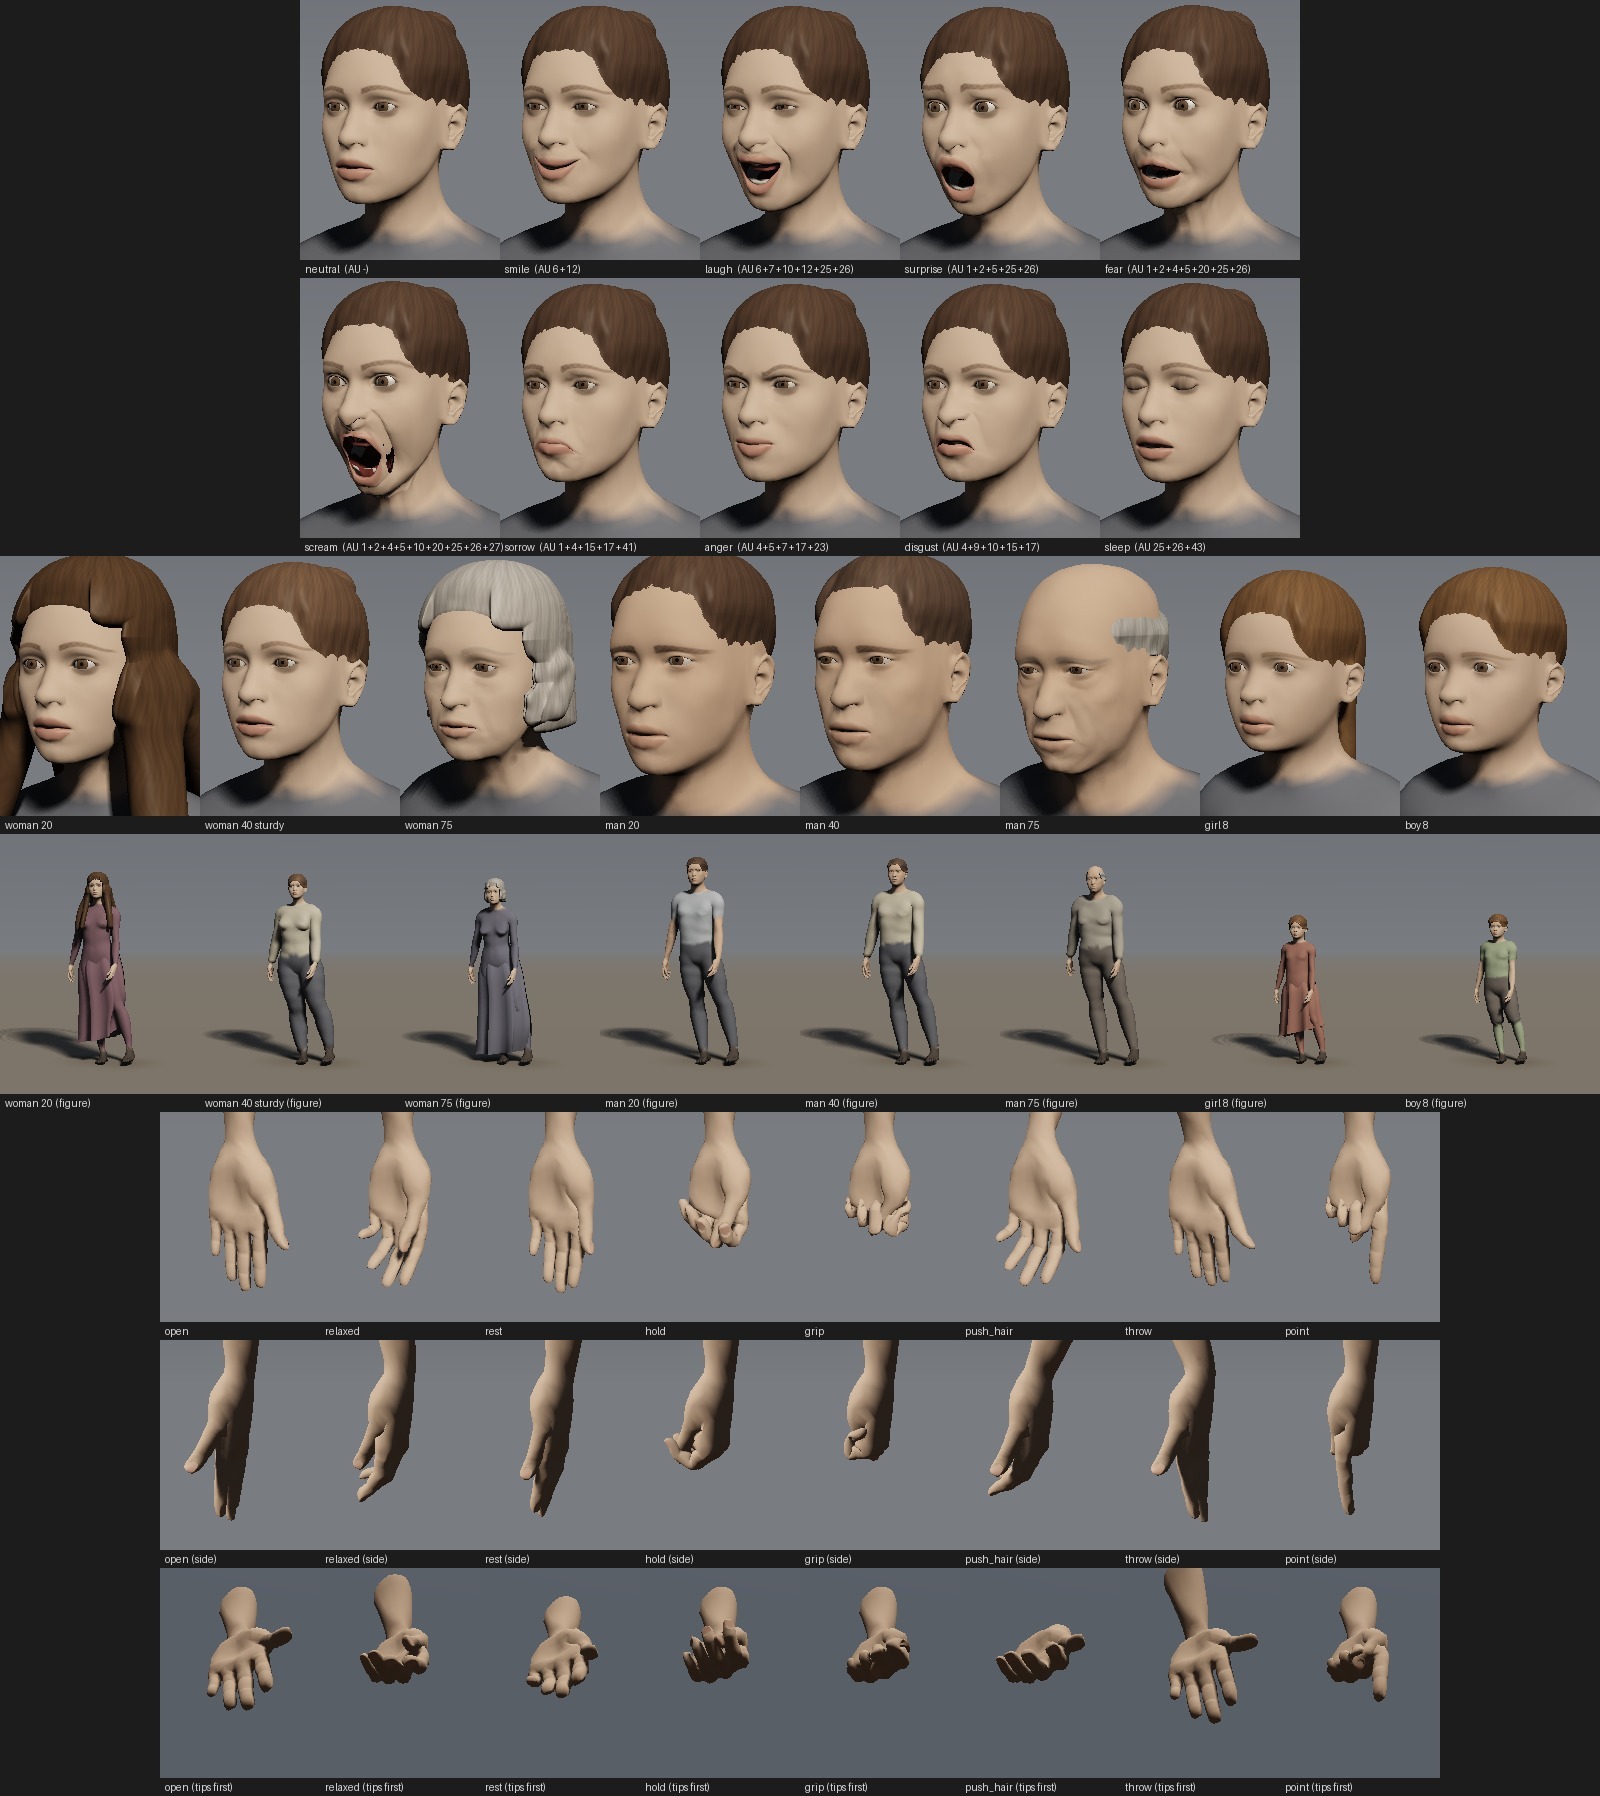 neutral (AU -) smile (AU 6+12) laugh (AU 6+7+10+12+25+26) surprise (AU 1+2+5+25+26) fear (AU 1+2+4+5+20+25+26)
scream (AU 1+2+4+5+10+20+25+26+27) sorrow (AU 1+4+15+17+41) anger (AU 4+5+7+17+23) disgust (AU 4+9+10+15+17) sleep (AU 25+26+43)
woman 20 woman 40 sturdy woman 75 man 20 man 40 man 75 girl 8 boy 8
woman 20 (figure) woman 40 sturdy (figure) woman 75 (figure) man 20 (figure) man 40 (figure) man 75 (figure) girl 8 (figure) boy 8 (figure)
open relaxed rest hold grip push_hair throw point
open (side) relaxed (side) rest (side) hold (side) grip (side) push_hair (side) throw (side) point (side)
open (tips first) relaxed (tips first) rest (tips first) hold (tips first) grip (tips first) push_hair (tips first) throw (tips first) point (tips first)